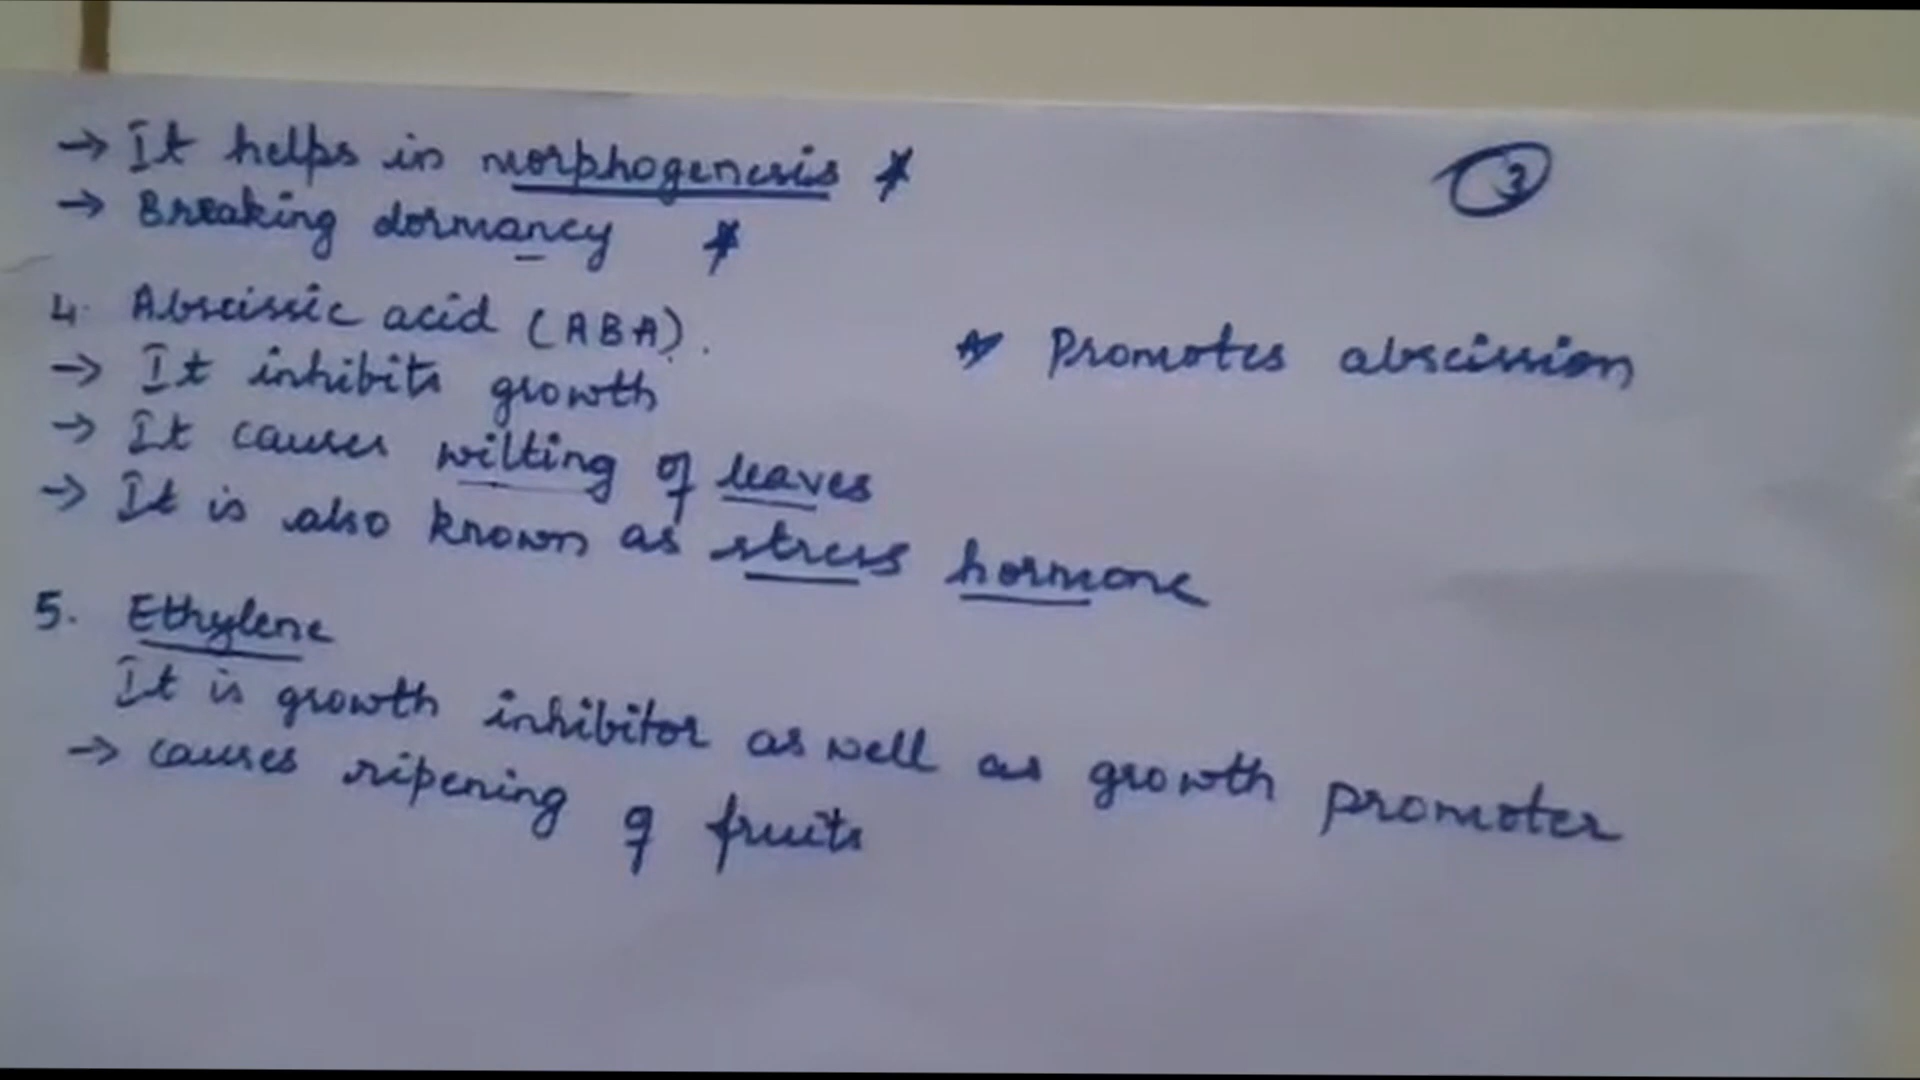 → It helps in morphogenesis *
3
→ Breaking dormancy *
4. Abscissic acid (ABA).
* Promotes abscission
→ It inhibits growth
→ It causes wilting of leaves
→ It is also known as stress hormone
5. Ethylene
It is growth inhibitor as well as growth promoter
→ causes ripening of fruits